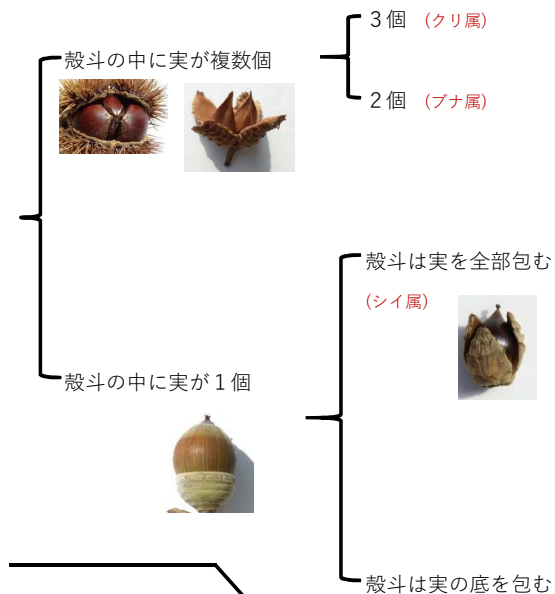 3個 (クリ属)
殻斗の中に実が複数個
2個 (ブナ属)
殻斗は実を全部包む
(シイ属)
殻斗の中に実が1個
殻斗は実の底を包む